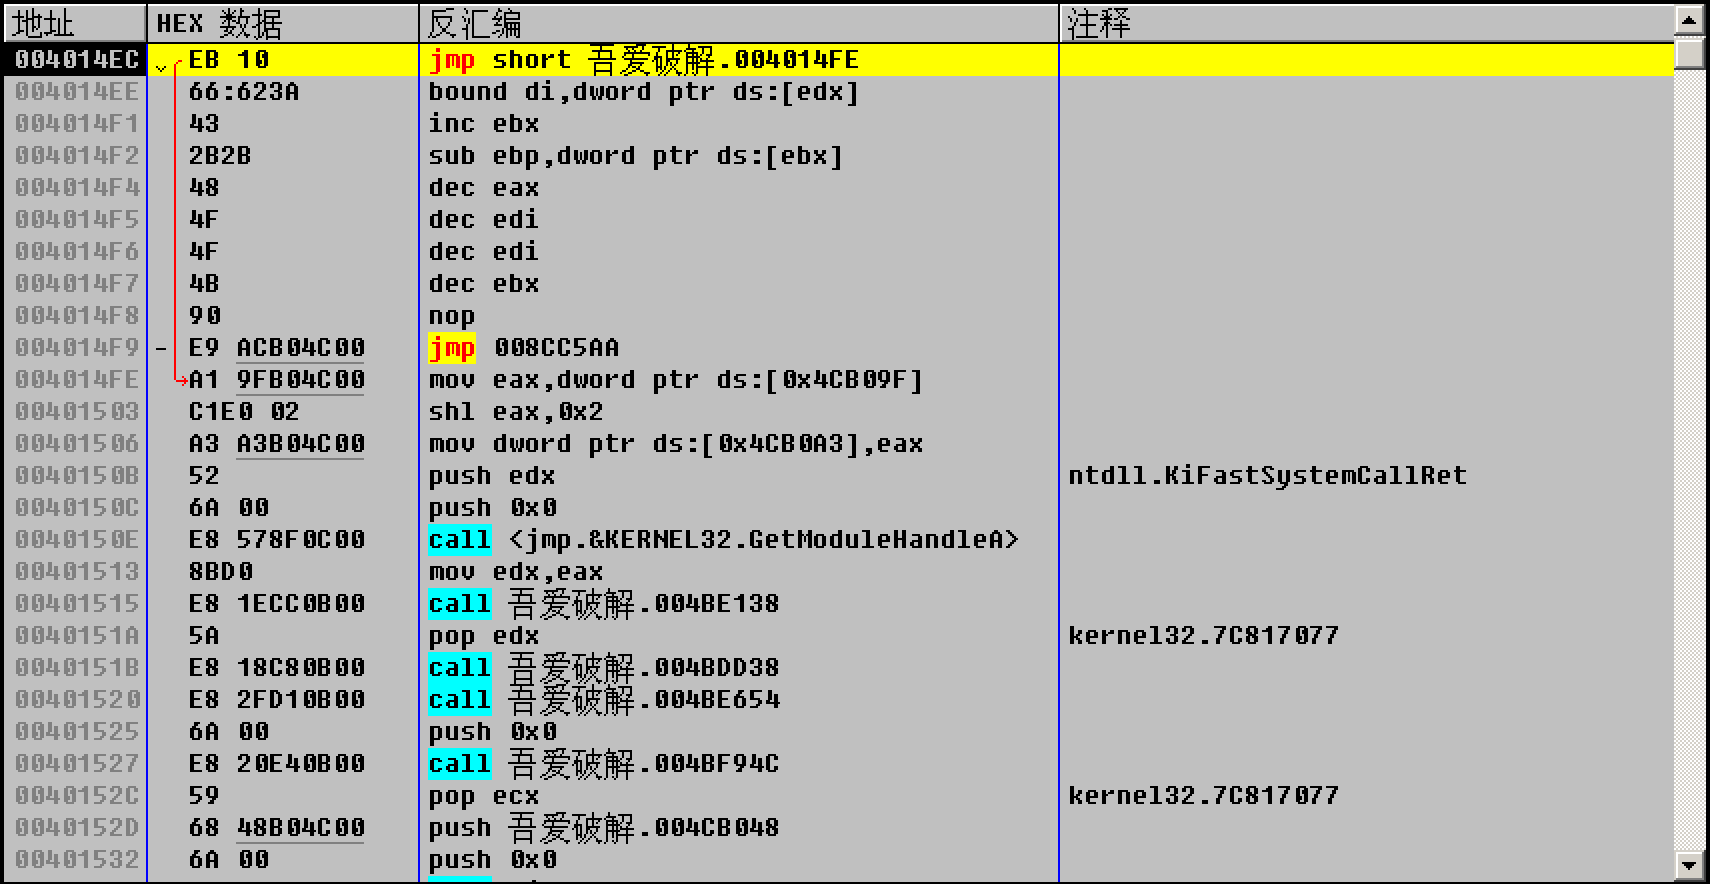 地址 HEX 数据 反汇编 注释
004014EC EB 10 jmp short 吾爱破解.004014FE
004014EE 66:623A bound di,dword ptr ds:[edx]
004014F1 43 inc ebx
004014F2 2B2B sub ebp,dword ptr ds:[ebx]
004014F4 48 dec eax
004014F5 4F dec edi
004014F6 4F dec edi
004014F7 4B dec ebx
004014F8 90 nop
004014F9 - E9 ACB04C00 jmp 008CC5AA
004014FE A1 9FB04C00 mov eax,dword ptr ds:[0x4CB09F]
00401503 C1E0 02 shl eax,0x2
00401506 A3 A3B04C00 mov dword ptr ds:[0x4CB0A3],eax
0040150B 52 push edx ntdll.KiFastSystemCallRet
0040150C 6A 00 push 0x0
0040150E E8 578F0C00 call <jmp.&KERNEL32.GetModuleHandleA>
00401513 8BD0 mov edx,eax
00401515 E8 1ECC0B00 call 吾爱破解.004BE138
0040151A 5A pop edx kernel32.7C817077
0040151B E8 18C80B00 call 吾爱破解.004BDD38
00401520 E8 2FD10B00 call 吾爱破解.004BE654
00401525 6A 00 push 0x0
00401527 E8 20E40B00 call 吾爱破解.004BF94C
0040152C 59 pop ecx kernel32.7C817077
0040152D 68 48B04C00 push 吾爱破解.004CB048
00401532 6A 00 push 0x0